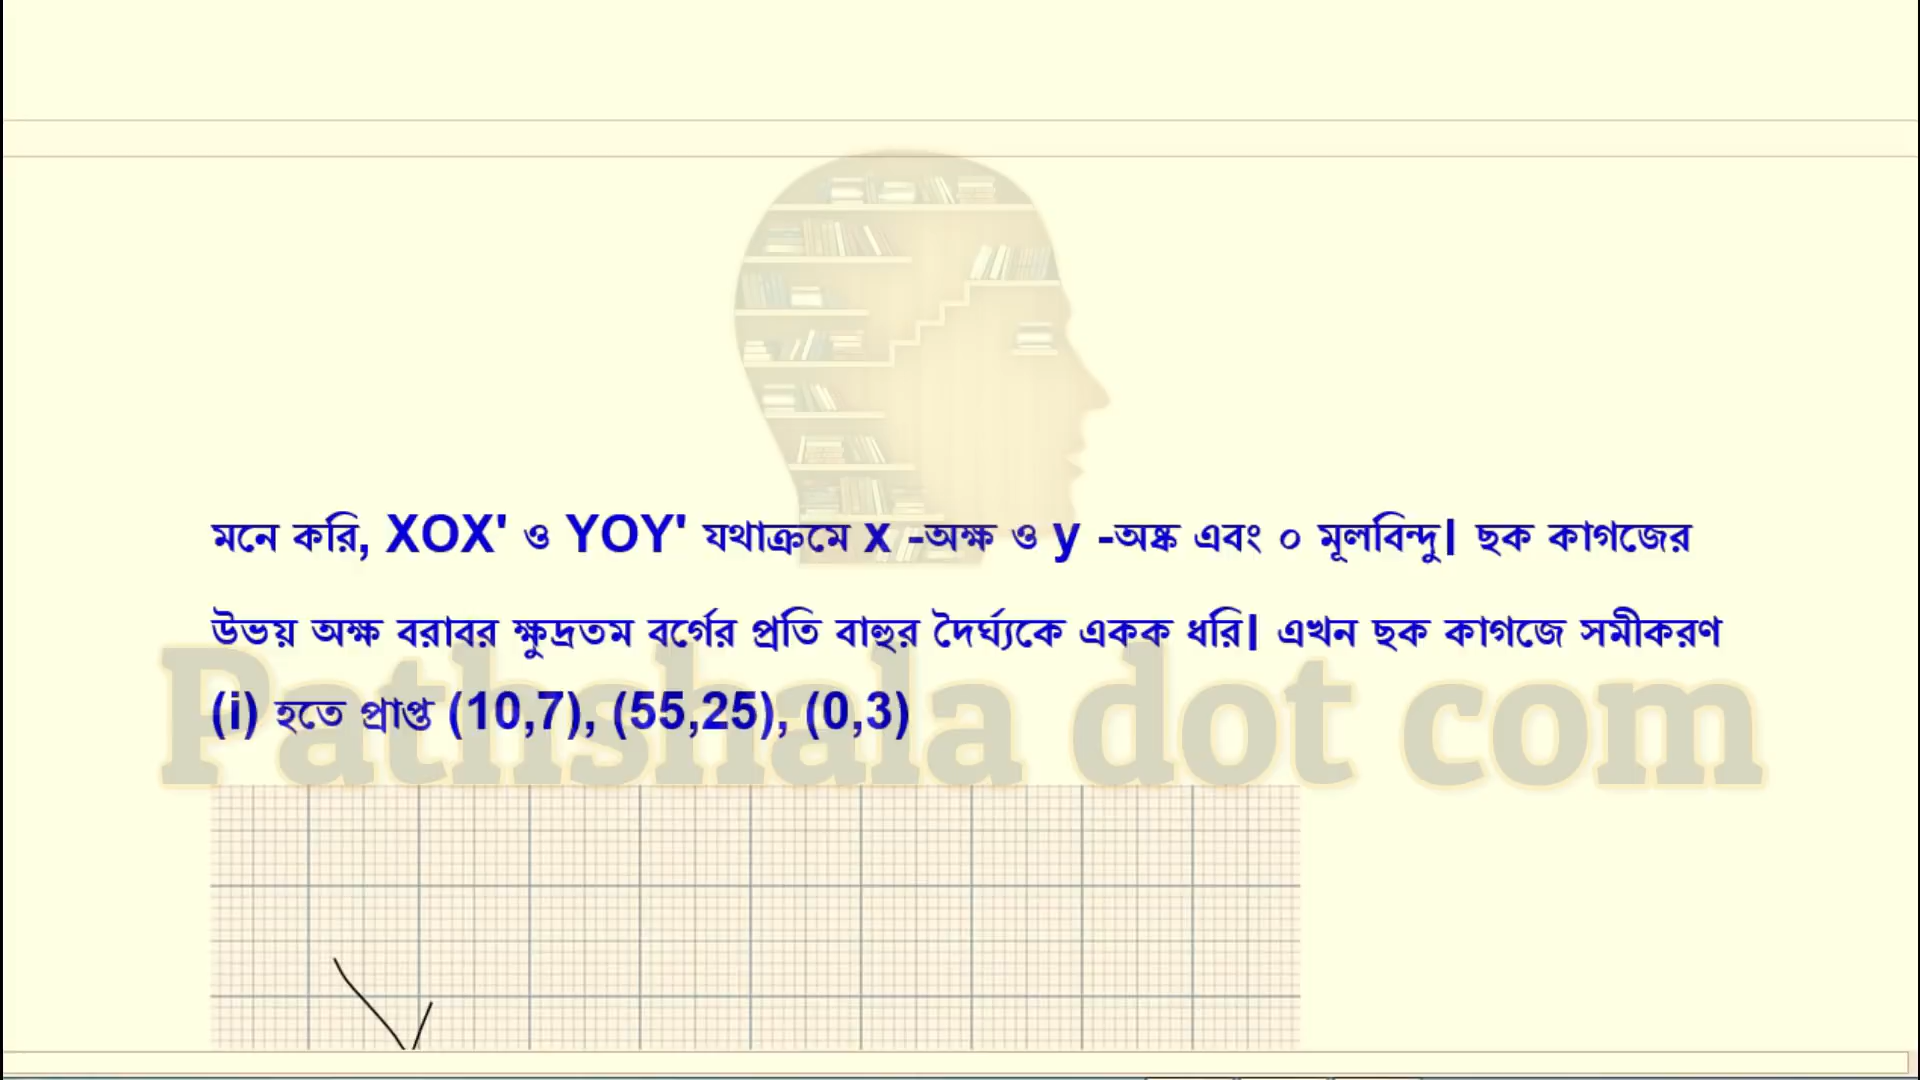 মনে করি, XOX' ও YOY' যথাক্রমে x -অক্ষ ও y -অষ্ক এবং ০ মূলবিন্দু। ছক কাগজের
উভয় অক্ষ বরাবর ক্ষুদ্রতম বর্গের প্রতি বাহুর দৈর্ঘ্যকে একক ধরি। এখন ছক কাগজে সমীকরণ
(i) হতে প্রাপ্ত (10,7), (55,25), (0,3)
Pathshala dot com